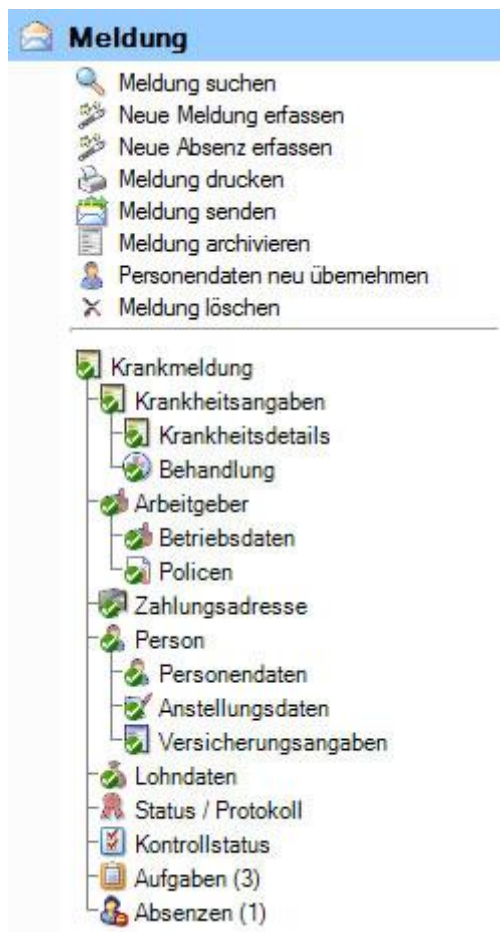 Meldung
Meldung suchen
Neue Meldung erfassen
Neue Absenz erfassen
Meldung drucken
Meldung senden
Meldung archivieren
Personendaten neu übernehmen
Meldung löschen
Krankmeldung
Krankheitsangaben
Krankheitsdetails
Behandlung
Arbeitgeber
Betriebsdaten
Policen
Zahlungsadresse
Person
Personendaten
Anstellungsdaten
Versicherungsangaben
Lohndaten
Status / Protokoll
Kontrollstatus
Aufgaben (3)
Absenzen (1)